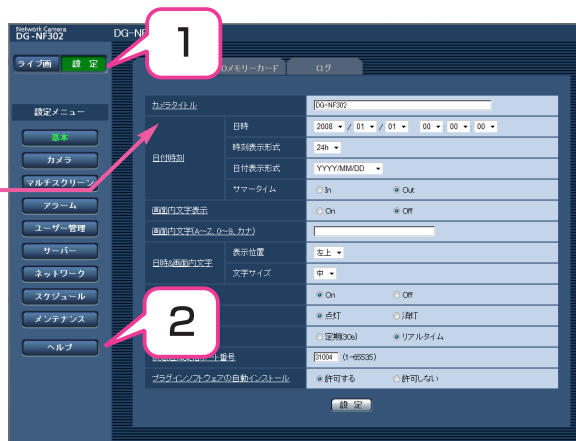 Network Camera
DG-NF302
DG-NF
1
ライブ画 設 定
Dメモリーカード ログ
設定メニュー
基本
カメラ
マルチスクリーン
アラーム
ユーザー管理
サーバー
ネットワーク
スケジュール
メンテナンス
ヘルプ
カメラタイトル DG-NF302
日付時刻
日時 2008 / 01 / 01 00 : 00 : 00
時刻表示形式 24h
日付表示形式 YYYY/MM/DD
サマータイム In Out
画面内文字表示 On Off
画面内文字(A~Z, 0~9, カナ)
日時&画面内文字
表示位置 左上
文字サイズ 中
On Off
点灯 消灯
定期(30s) リアルタイム
ト番号 31004 (1-65535)
プラグインソフトウェアの自動インストール 許可する 許可しない
設 定
2